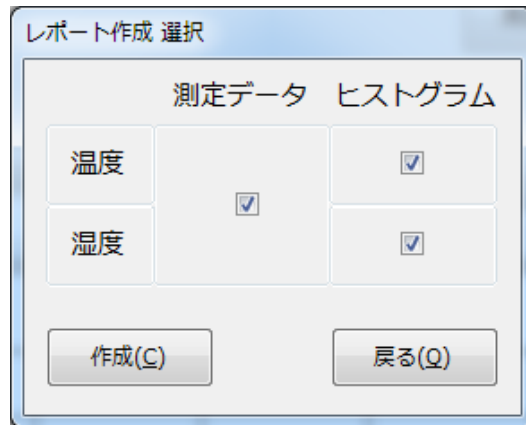 レポート作成 選択
測定データ ヒストグラム
温度
湿度
作成(C) 戻る(Q)